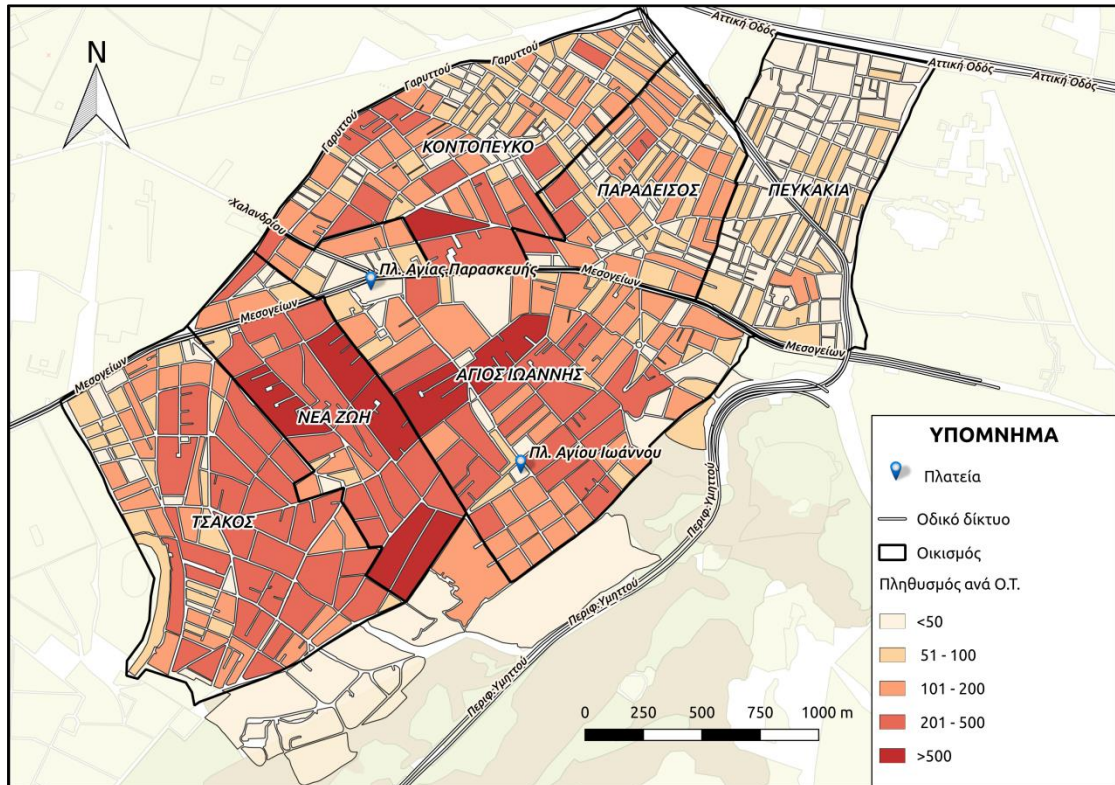 N
Αττική Οδός
Αττική Οδός
Αττική Οδός
Γαρυττού
Γαρυττού
Γαρυττού
ΚΟΝΤΟΠΕΥΚΟ
ΠΑΡΑΔΕΙΣΟΣ
ΠΕΥΚΑΚΙΑ
Χαλανδρίου
Πλ. Αγίας Παρασκευής
Μεσογείων
Μεσογείων
Μεσογείων
Μεσογείων
ΑΓΙΟΣ ΙΩΑΝΝΗΣ
ΝΕΑ ΖΩΗ
Πλ. Αγίου Ιωάννου
ΤΣΑΚΟΣ
Περιφ.Υμηττού
Περιφ.Υμηττού
Περιφ.Υμηττού
0 250 500 750 1000 m
ΥΠΟΜΝΗΜΑ
Πλατεία
Οδικό δίκτυο
Οικισμός
Πληθυσμός ανά Ο.Τ.
<50
51 - 100
101 - 200
201 - 500
>500